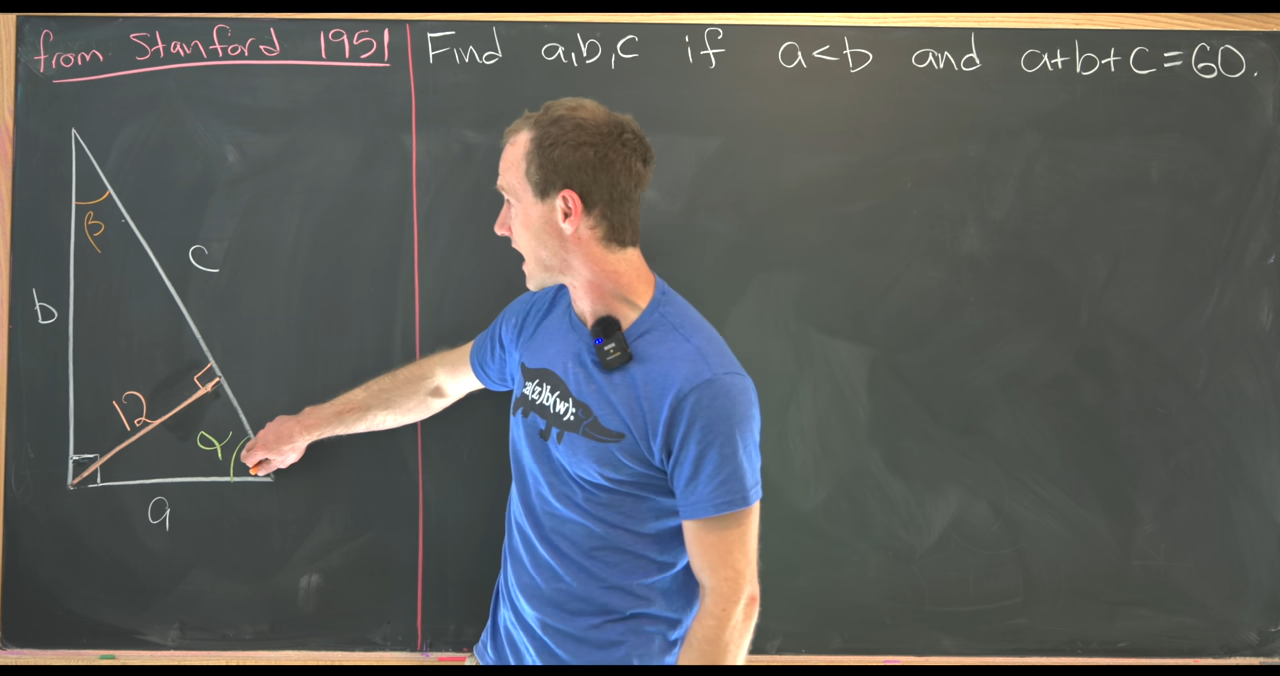 from Stanford 1951
Find a,b,c if a<b and a+b+c=60.
β
c
b
12
α
a
:a(z)b(w):